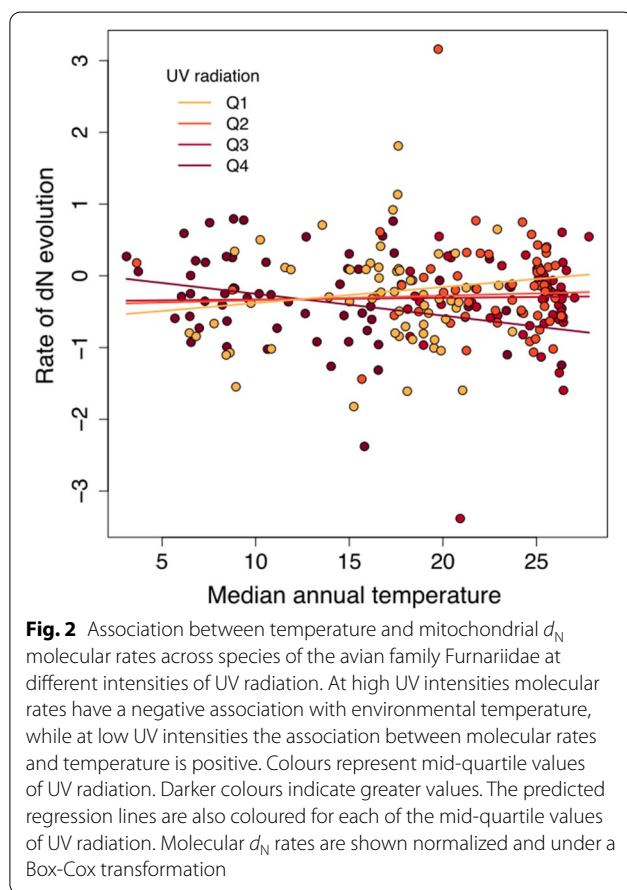 UV radiation
Q1
Q2
Q3
Q4
3
2
1
0
−1
−2
−3
Rate of dN evolution
5
10
15
20
25
Median annual temperature
Fig. 2 Association between temperature and mitochondrial dN
molecular rates across species of the avian family Furnariidae at
different intensities of UV radiation. At high UV intensities molecular
rates have a negative association with environmental temperature,
while at low UV intensities the association between molecular rates
and temperature is positive. Colours represent mid-quartile values
of UV radiation. Darker colours indicate greater values. The predicted
regression lines are also coloured for each of the mid-quartile values
of UV radiation. Molecular dN rates are shown normalized and under a
Box-Cox transformation